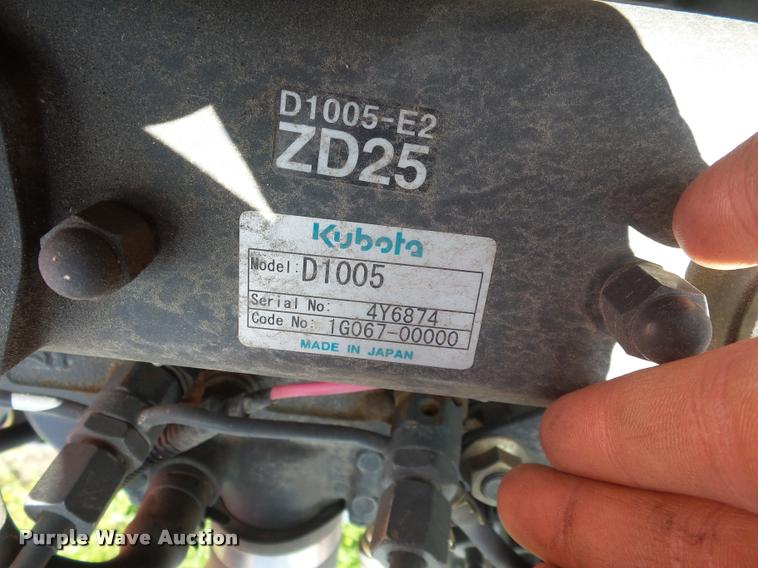 D1005-E2
ZD25
Kubota
Model: D1005
Serial No: 4Y6874
Code No: 1G067-00000
MADE IN JAPAN
Purple Wave Auction